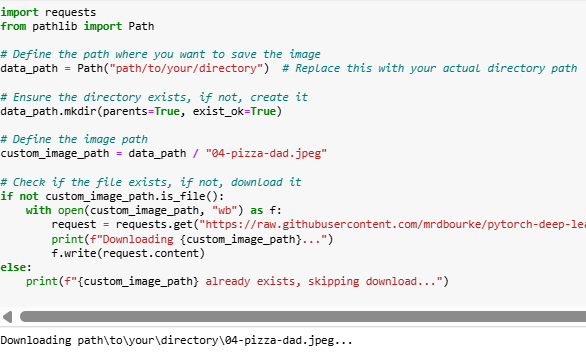 import requests
from pathlib import Path
# Define the path where you want to save the image
data_path = Path("path/to/your/directory")  # Replace this with your actual directory path
# Ensure the directory exists, if not, create it
data_path.mkdir(parents=True, exist_ok=True)
# Define the image path
custom_image_path = data_path / "04-pizza-dad.jpeg"
# Check if the file exists, if not, download it
if not custom_image_path.is_file():
    with open(custom_image_path, "wb") as f:
        request = requests.get("https://raw.githubusercontent.com/mrdbourke/pytorch-deep-lea
        print(f"Downloading {custom_image_path}...")
        f.write(request.content)
else:
    print(f"{custom_image_path} already exists, skipping download...")
Downloading path\to\your\directory\04-pizza-dad.jpeg...